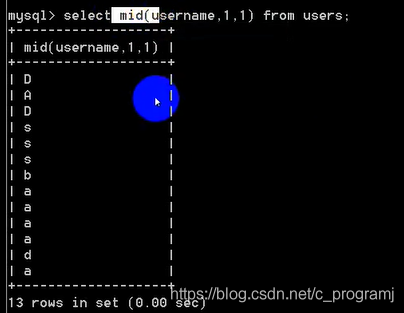 mysql> select mid(username,1,1) from users;
+-------------------+
| mid(username,1,1) |
+-------------------+
| D |
| A |
| D |
| s |
| s |
| s |
| b |
| a |
| a |
| a |
| a |
| d |
| a |
+-------------------+
13 rows in set (0.00 sec)
https://blog.csdn.net/c_programj